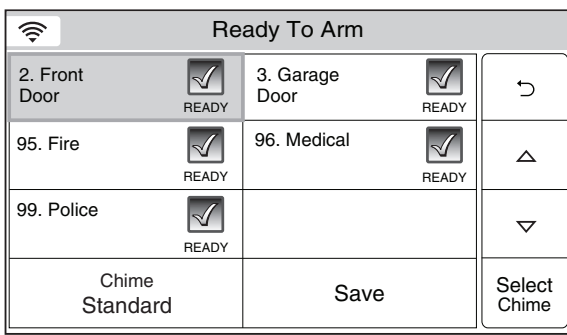 Ready To Arm
2. Front
Door
READY
3. Garage
Door
READY
95. Fire
READY
96. Medical
READY
99. Police
READY
Chime
Standard
Save
Select
Chime